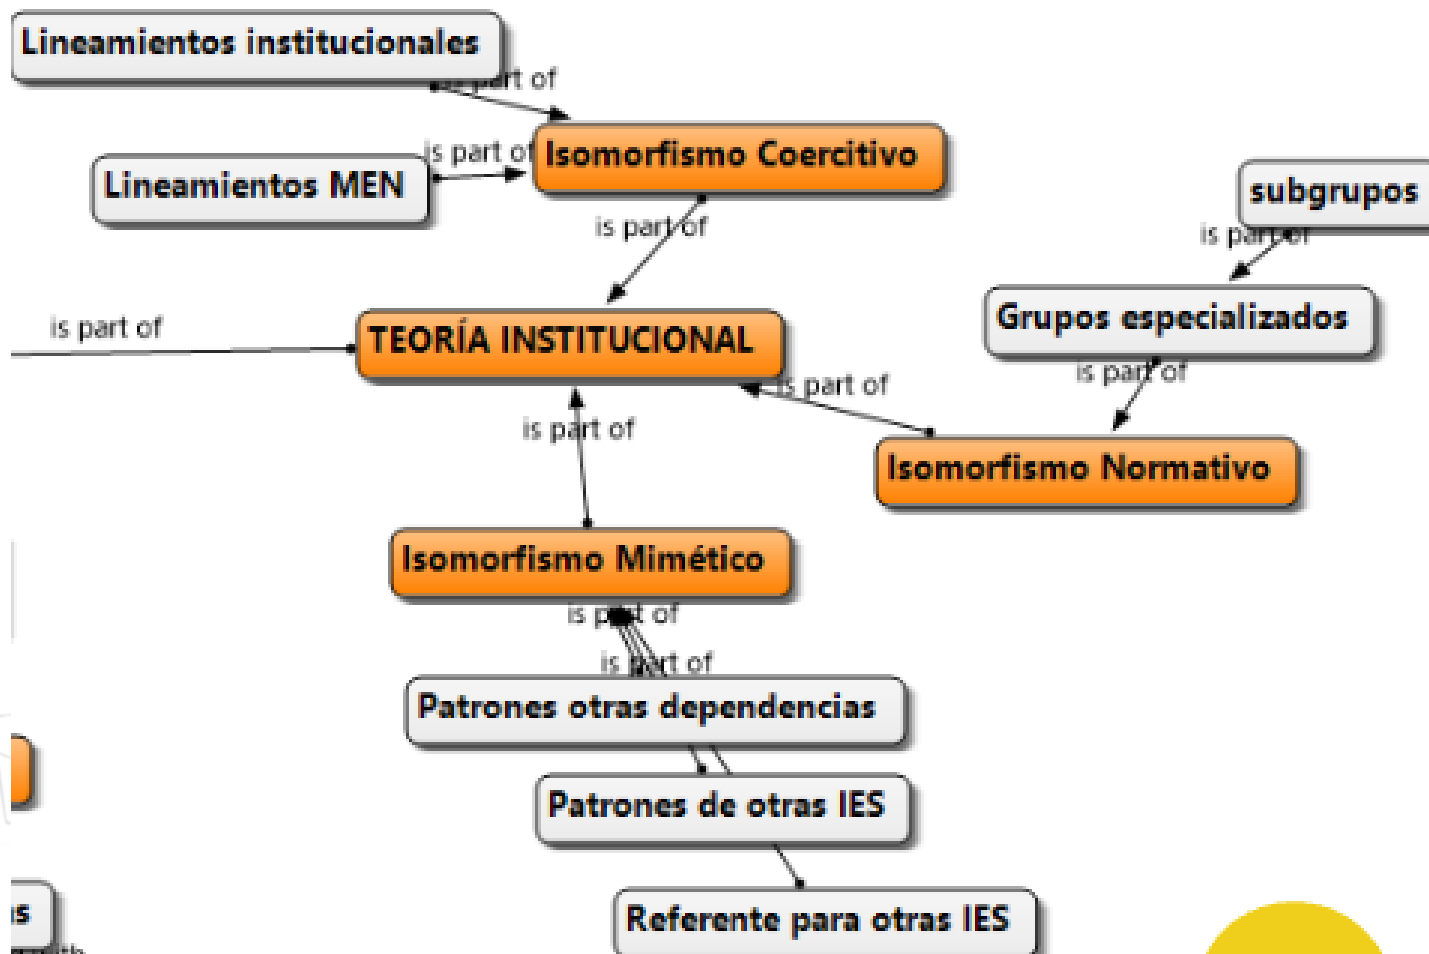 Lineamientos institucionales
is part of
Isomorfismo Coercitivo
is part of
Lineamientos MEN
subgrupos
is part of
is part of
Grupos especializados
is part of
TEORÍA INSTITUCIONAL
is part of
is part of
is part of
Isomorfismo Normativo
Isomorfismo Mimético
is part of
is part of
Patrones otras dependencias
Patrones de otras IES
Referente para otras IES